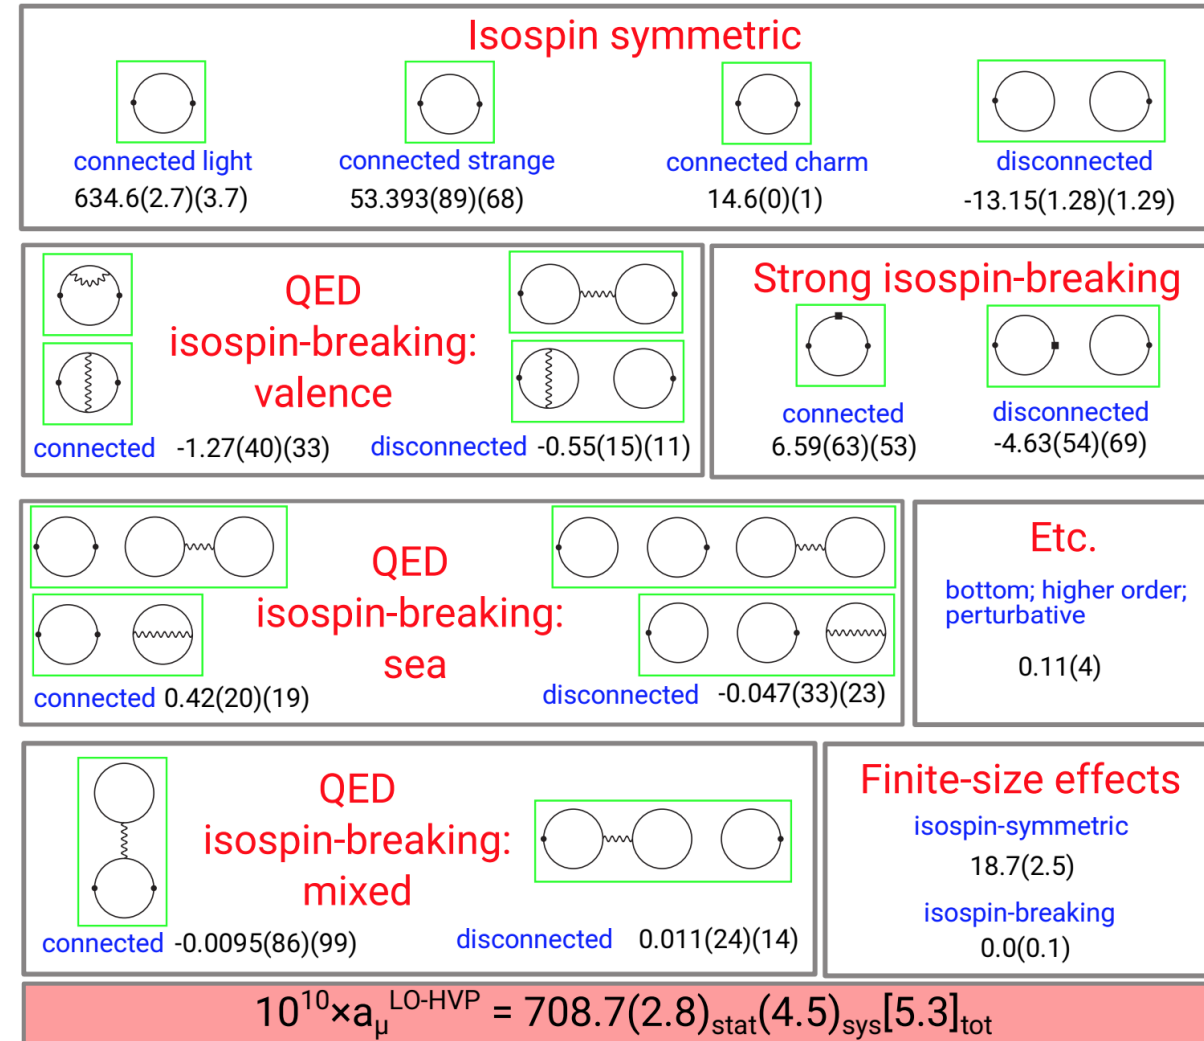 Isospin symmetric
connected light
634.6(2.7)(3.7)
connected strange
53.393(89)(68)
connected charm
14.6(0)(1)
disconnected
-13.15(1.28)(1.29)
QED
isospin-breaking:
valence
connected -1.27(40)(33)
disconnected -0.55(15)(11)
Strong isospin-breaking
connected
6.59(63)(53)
disconnected
-4.63(54)(69)
QED
isospin-breaking:
sea
connected 0.42(20)(19)
disconnected -0.047(33)(23)
Etc.
bottom; higher order;
perturbative
0.11(4)
QED
isospin-breaking:
mixed
connected -0.0095(86)(99)
disconnected 0.011(24)(14)
Finite-size effects
isospin-symmetric
18.7(2.5)
isospin-breaking
0.0(0.1)
10¹⁰×aμ^LO-HVP = 708.7(2.8)stat(4.5)sys[5.3]tot